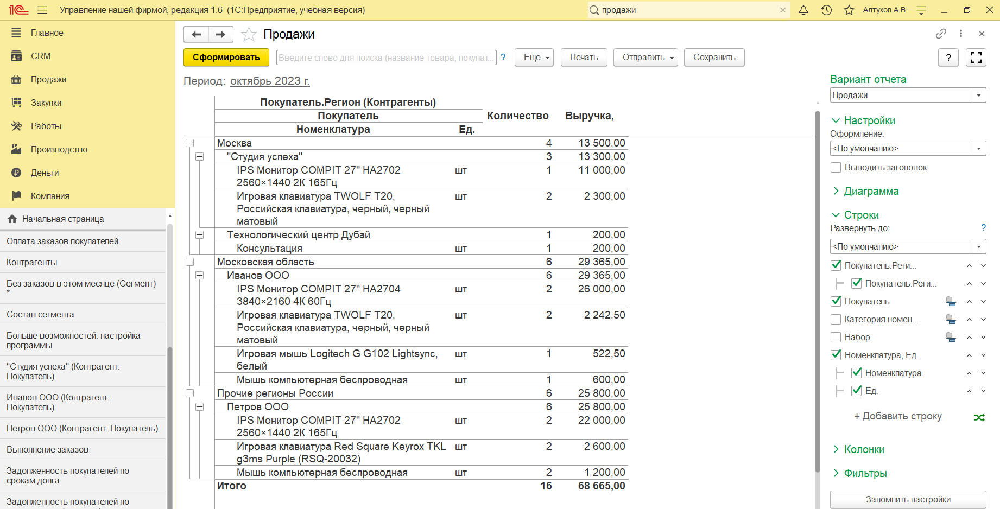 1С Управление нашей фирмой, редакция 1.6 (1С:Предприятие, учебная версия)
продажи
Алтухов А.В.
Главное
CRM
Продажи
Закупки
Работы
Производство
Деньги
Компания
Начальная страница
Оплата заказов покупателей
Контрагенты
Без заказов в этом месяце (Сегмент)
*
Состав сегмента
Больше возможностей: настройка
программы
"Студия успеха" (Контрагент:
Покупатель)
Иванов ООО (Контрагент:
Покупатель)
Петров ООО (Контрагент: Покупатель)
Выполнение заказов
Задолженность покупателей по
срокам долга
Задолженность покупателей по
Продажи
Сформировать
Введите слово для поиска (название товара, покупат...
?
Еще
Печать
Отправить
Сохранить
?
Период: октябрь 2023 г.
Покупатель.Регион (Контрагенты)
Покупатель Количество Выручка,
Номенклатура Ед.
Москва 4 13 500,00
"Студия успеха" 3 13 300,00
IPS Монитор COMPIT 27" HA2702 шт 1 11 000,00
2560×1440 2К 165Гц
Игровая клавиатура TWOLF T20, шт 2 2 300,00
Российская клавиатура, черный, черный
матовый
Технологический центр Дубай 1 200,00
Консультация шт 1 200,00
Московская область 6 29 365,00
Иванов ООО 6 29 365,00
IPS Монитор COMPIT 27" HA2704 шт 2 26 000,00
3840×2160 4К 60Гц
Игровая клавиатура TWOLF T20, шт 2 2 242,50
Российская клавиатура, черный, черный
матовый
Игровая мышь Logitech G G102 Lightsync, шт 1 522,50
белый
Мышь компьютерная беспроводная шт 1 600,00
Прочие регионы России 6 25 800,00
Петров ООО 6 25 800,00
IPS Монитор COMPIT 27" HA2702 шт 2 22 000,00
2560×1440 2К 165Гц
Игровая клавиатура Red Square Keyrox TKL шт 2 2 600,00
g3ms Purple (RSQ-20032)
Мышь компьютерная беспроводная шт 2 1 200,00
Итого 16 68 665,00
Вариант отчета
Продажи
Настройки
Оформление:
<По умолчанию>
Выводить заголовок
Диаграмма
Строки
Развернуть до: ?
<По умолчанию>
Покупатель.Реги...
Покупатель.Реги...
Покупатель
Категория номен...
Набор
Номенклатура, Ед.
Номенклатура
Ед.
+ Добавить строку
Колонки
Фильтры
Запомнить настройки